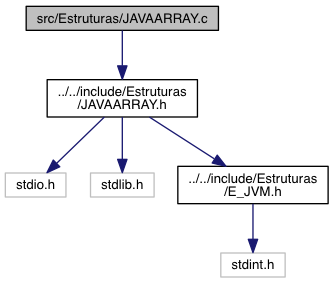 src/Estruturas/JAVAARRAY.c
../../include/Estruturas
/JAVAARRAY.h
stdio.h
stdlib.h
../../include/Estruturas
/E_JVM.h
stdint.h